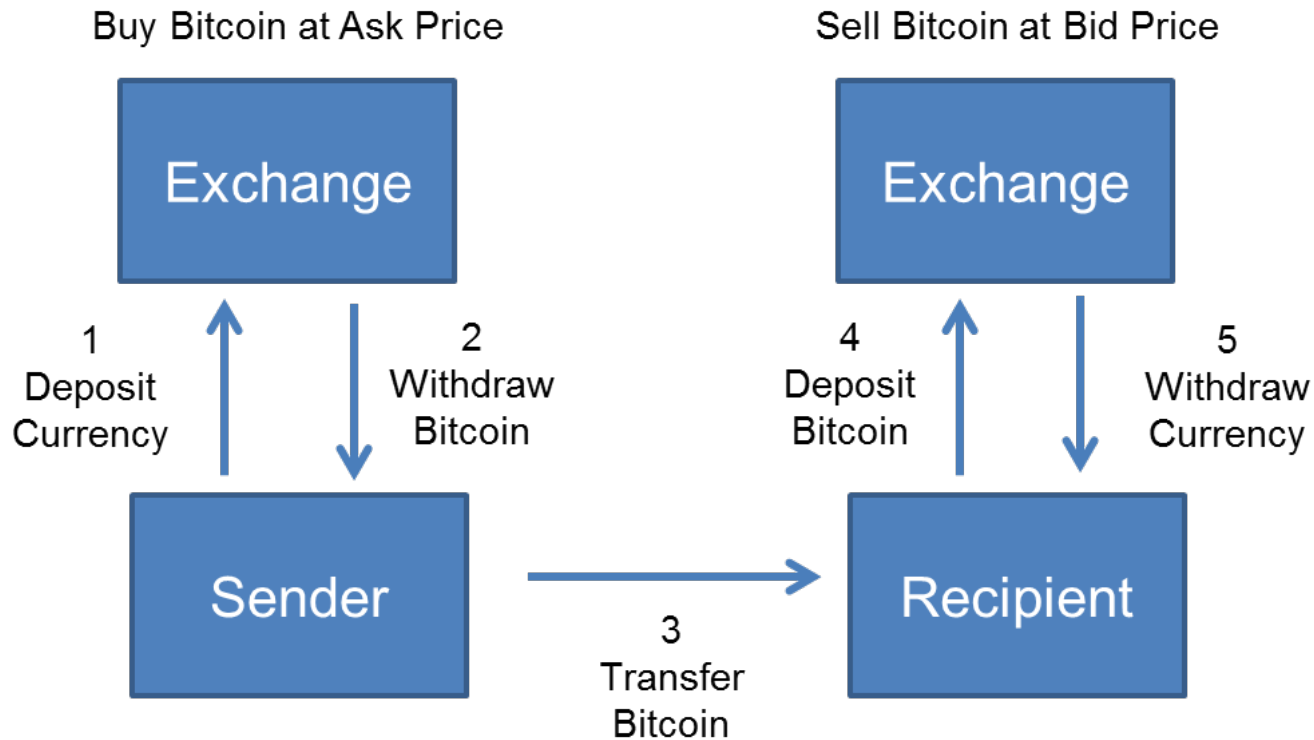 Buy Bitcoin at Ask Price
Sell Bitcoin at Bid Price
Exchange
Exchange
1
Deposit
Currency
2
Withdraw
Bitcoin
4
Deposit
Bitcoin
5
Withdraw
Currency
Sender
Recipient
3
Transfer
Bitcoin